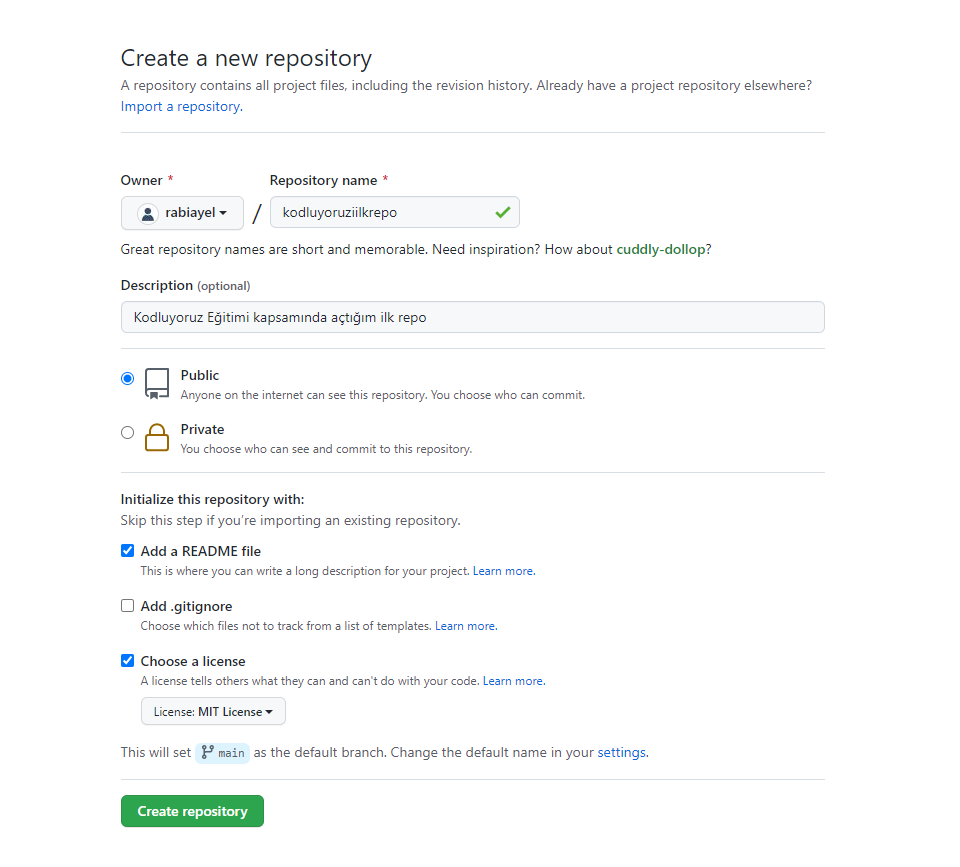 Create a new repository
A repository contains all project files, including the revision history. Already have a project repository elsewhere?
Import a repository.
Owner *
Repository name *
rabiayel
/
kodluyoruziilkrepo
Great repository names are short and memorable. Need inspiration? How about cuddly-dollop?
Description (optional)
Kodluyoruz Eğitimi kapsamında açtığım ilk repo
Public
Anyone on the internet can see this repository. You choose who can commit.
Private
You choose who can see and commit to this repository.
Initialize this repository with:
Skip this step if you’re importing an existing repository.
Add a README file
This is where you can write a long description for your project. Learn more.
Add .gitignore
Choose which files not to track from a list of templates. Learn more.
Choose a license
A license tells others what they can and can't do with your code. Learn more.
License: MIT License
This will set main as the default branch. Change the default name in your settings.
Create repository